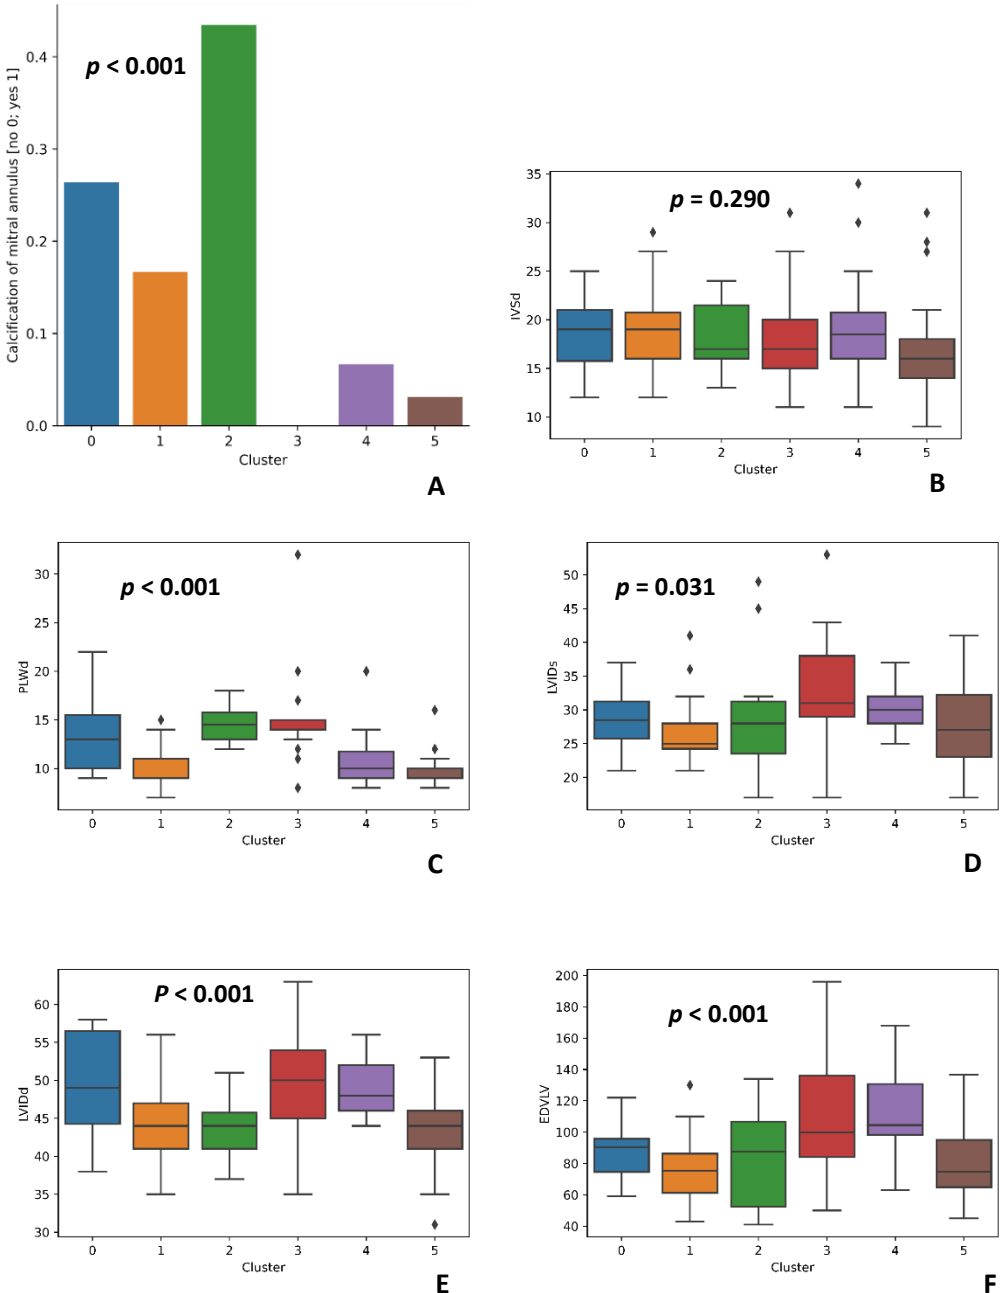 Calcification of mitral annulus [no 0; yes 1]
0.4
0.3
0.2
0.1
0.0
p < 0.001
0 1 2 3 4 5
Cluster
A
IVSd
35
30
25
20
15
10
p = 0.290
0 1 2 3 4 5
Cluster
B
PLWd
30
25
20
15
10
p < 0.001
0 1 2 3 4 5
Cluster
C
LVIDs
50
45
40
35
30
25
20
p = 0.031
0 1 2 3 4 5
Cluster
D
LVIDd
60
55
50
45
40
35
30
P < 0.001
0 1 2 3 4 5
Cluster
E
EDVLV
200
180
160
140
120
100
80
60
40
p < 0.001
0 1 2 3 4 5
Cluster
F